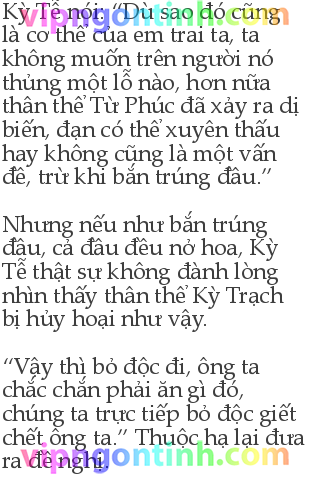 Kỳ Tễ nói, “Dù sao đó cũng
là cơ thể của em trai ta, ta
không muốn trên người nó
thủng một lỗ nào, hơn nữa
thân thể Từ Phúc đã xảy ra dị
biến, đạn có thể xuyên thấu
hay không cũng là một vấn
đề, trừ khi bắn trúng đầu.”
Nhưng nếu như bắn trúng
đầu, cả đầu đều nở hoa, Kỳ
Tễ thật sự không đành lòng
nhìn thấy thân thể Kỳ Trạch
bị hủy hoại như vậy.
“Vậy thì bỏ độc đi, ông ta
chắc chắn phải ăn gì đó,
chúng ta trực tiếp bỏ độc giết
chết ông ta.” Thuộc hạ lại đưa
ra đề nghị.
vipngontinh.com
vipngontinh.com